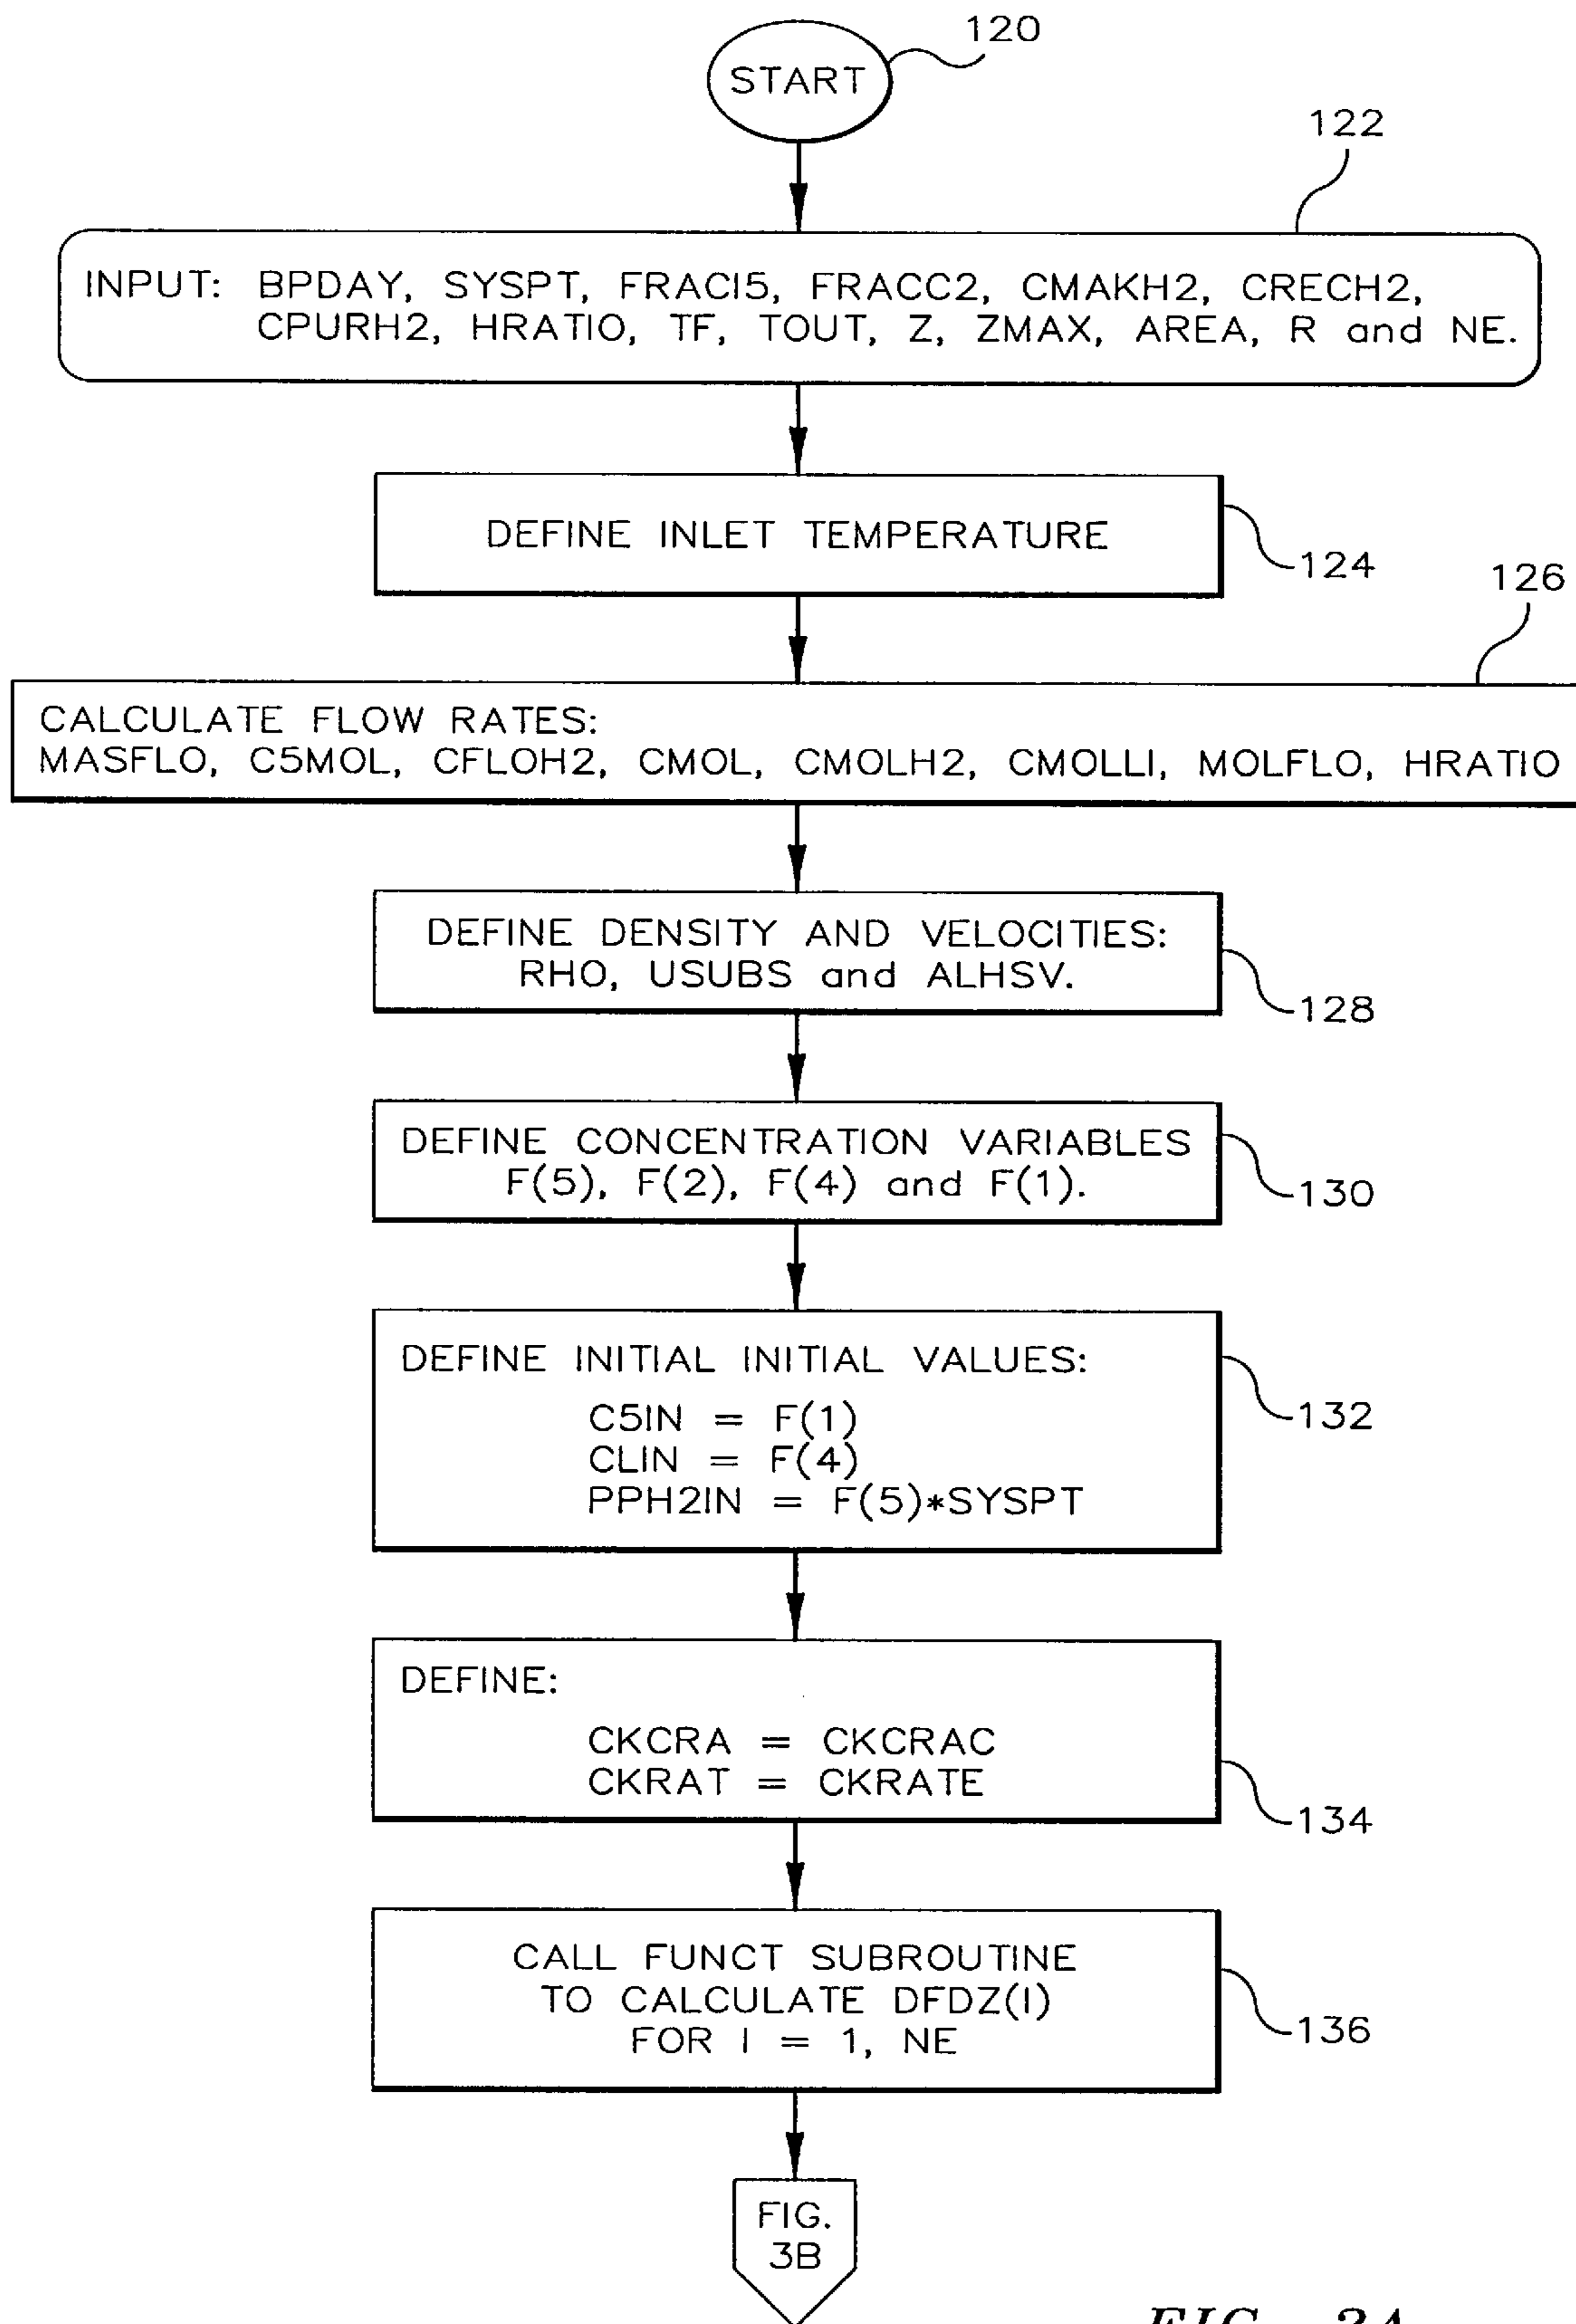 120
START
122
INPUT: BPDAY, SYSPT, FRACI5, FRACC2, CMAKH2, CRECH2,
CPURH2, HRATIO, TF, TOUT, Z, ZMAX, AREA, R and NE.
DEFINE INLET TEMPERATURE
124
126
CALCULATE FLOW RATES:
MASFLO, C5MOL, CFLOH2, CMOL, CMOLH2, CMOLLI, MOLFLO, HRATIO
DEFINE DENSITY AND VELOCITIES:
RHO, USUBS and ALHSV.
128
DEFINE CONCENTRATION VARIABLES
F(5), F(2), F(4) and F(1).
130
DEFINE INITIAL INITIAL VALUES:
C5IN = F(1)
132
CLIN = F(4)
PPH2IN = F(5)*SYSPT
DEFINE:
CKCRA = CKCRAC
CKRAT = CKRATE
134
CALL FUNCT SUBROUTINE
TO CALCULATE DFDZ(I)
FOR I = 1, NE
136
FIG.
3B